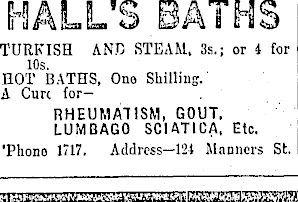 HALL'S BATHS
TURKISH AND STEAM, 3s.; or 4 for
10s.
HOT BATHS, One Shilling.
A Cure for—
RHEUMATISM, GOUT,
LUMBAGO SCIATICA, Etc.
'Phone 1717. Address—124 Manners St.